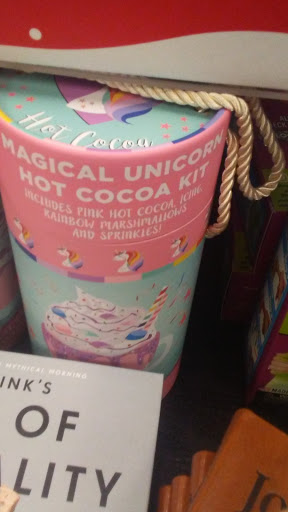 Hot Cocoa
MAGICAL UNICORN
HOT COCOA KIT
INCLUDES PINK HOT COCOA, ICING,
RAINBOW MARSHMALLOWS
AND SPRINKLES!
MYTHICAL MORNING
INK'S
OF
ALITY